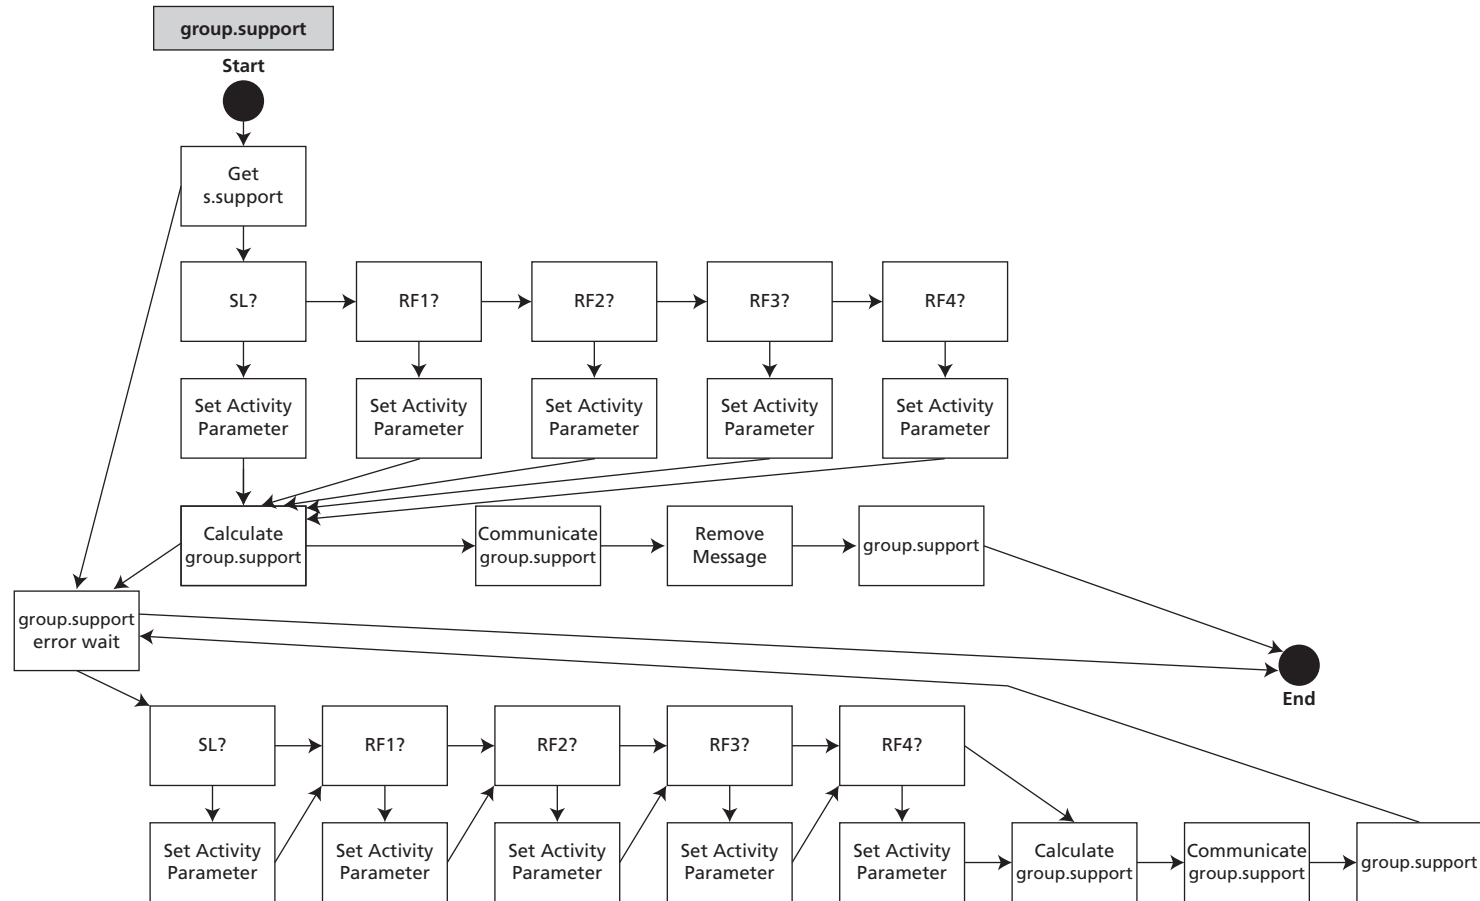 group.support
Start
Get
s.support
SL?
RF1?
RF2?
RF3?
RF4?
Set Activity
Parameter
Set Activity
Parameter
Set Activity
Parameter
Set Activity
Parameter
Set Activity
Parameter
Calculate
group.support
Communicate
group.support
Remove
Message
group.support
group.support
error wait
End
SL?
RF1?
RF2?
RF3?
RF4?
Set Activity
Parameter
Set Activity
Parameter
Set Activity
Parameter
Set Activity
Parameter
Set Activity
Parameter
Calculate
group.support
Communicate
group.support
group.support